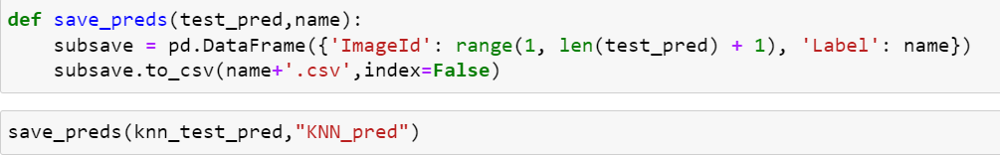 def save_preds(test_pred,name):
    subsave = pd.DataFrame({'ImageId': range(1, len(test_pred) + 1), 'Label': name})
    subsave.to_csv(name+'.csv',index=False)
save_preds(knn_test_pred,"KNN_pred")